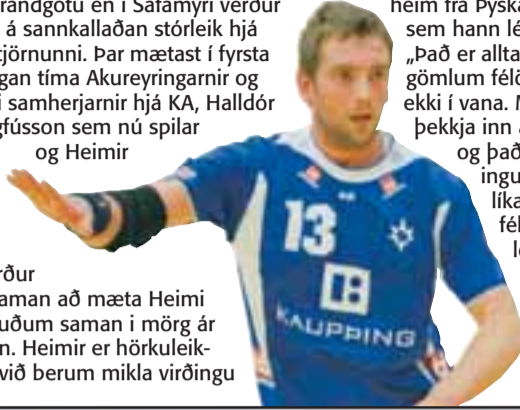 randgötu en í Safamýri verður
á sannkallaðan stórleik hjá
tjörnunni. Þar mætast í fyrsta
gan tíma Akureyringarnir og
i samherjarnir hjá KA, Halldór
gfússon sem nú spilar
og Heimir
rður
aman að mæta Heimi
uðum saman i mörg ár
n. Heimir er hörkuleik-
við berum mikla virðingu
heim frá Þýska
sem hann lé
„Það er allta
gömlum féla
ekki í vana. M
þekkja inn á
og það
ingu
líka
fél
le
13
KAUPÞING